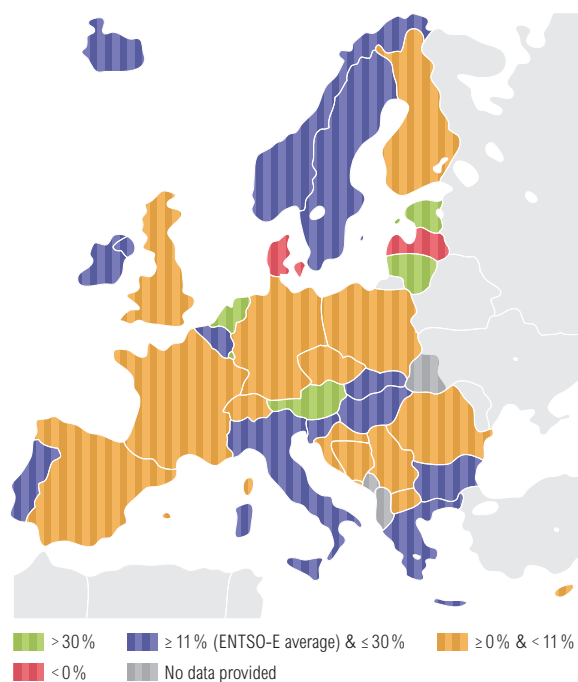 > 30 % ≥ 11 % (ENTSO-E average) & ≤ 30 % ≥ 0 % & < 11 %
< 0 % No data provided